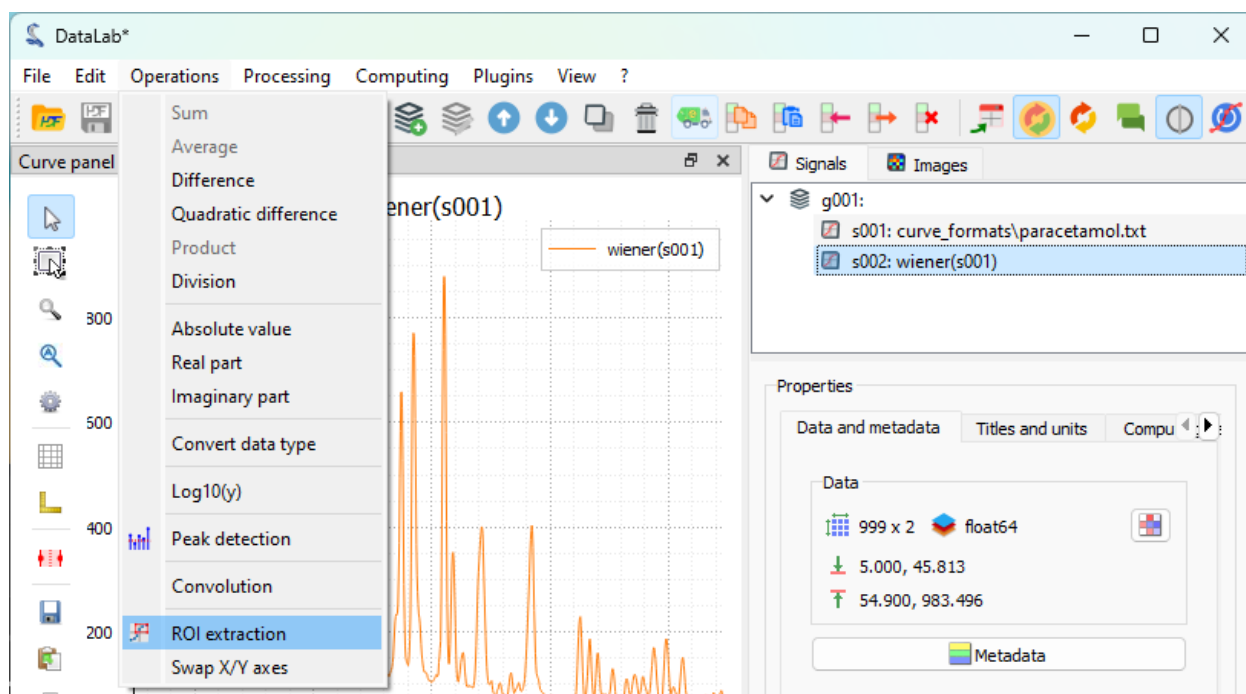 DataLab*
File Edit Operations Processing Computing Plugins View ?
Curve panel
Sum
Average
Difference
Quadratic difference
Product
Division
Absolute value
Real part
Imaginary part
Convert data type
Log10(y)
Peak detection
Convolution
ROI extraction
Swap X/Y axes
ener(s001)
wiener(s001)
800
600
400
200
Signals Images
g001:
s001: curve_formats\paracetamol.txt
s002: wiener(s001)
Properties
Data and metadata Titles and units Compu
Data
999 x 2 float64
5.000, 45.813
54.900, 983.496
Metadata